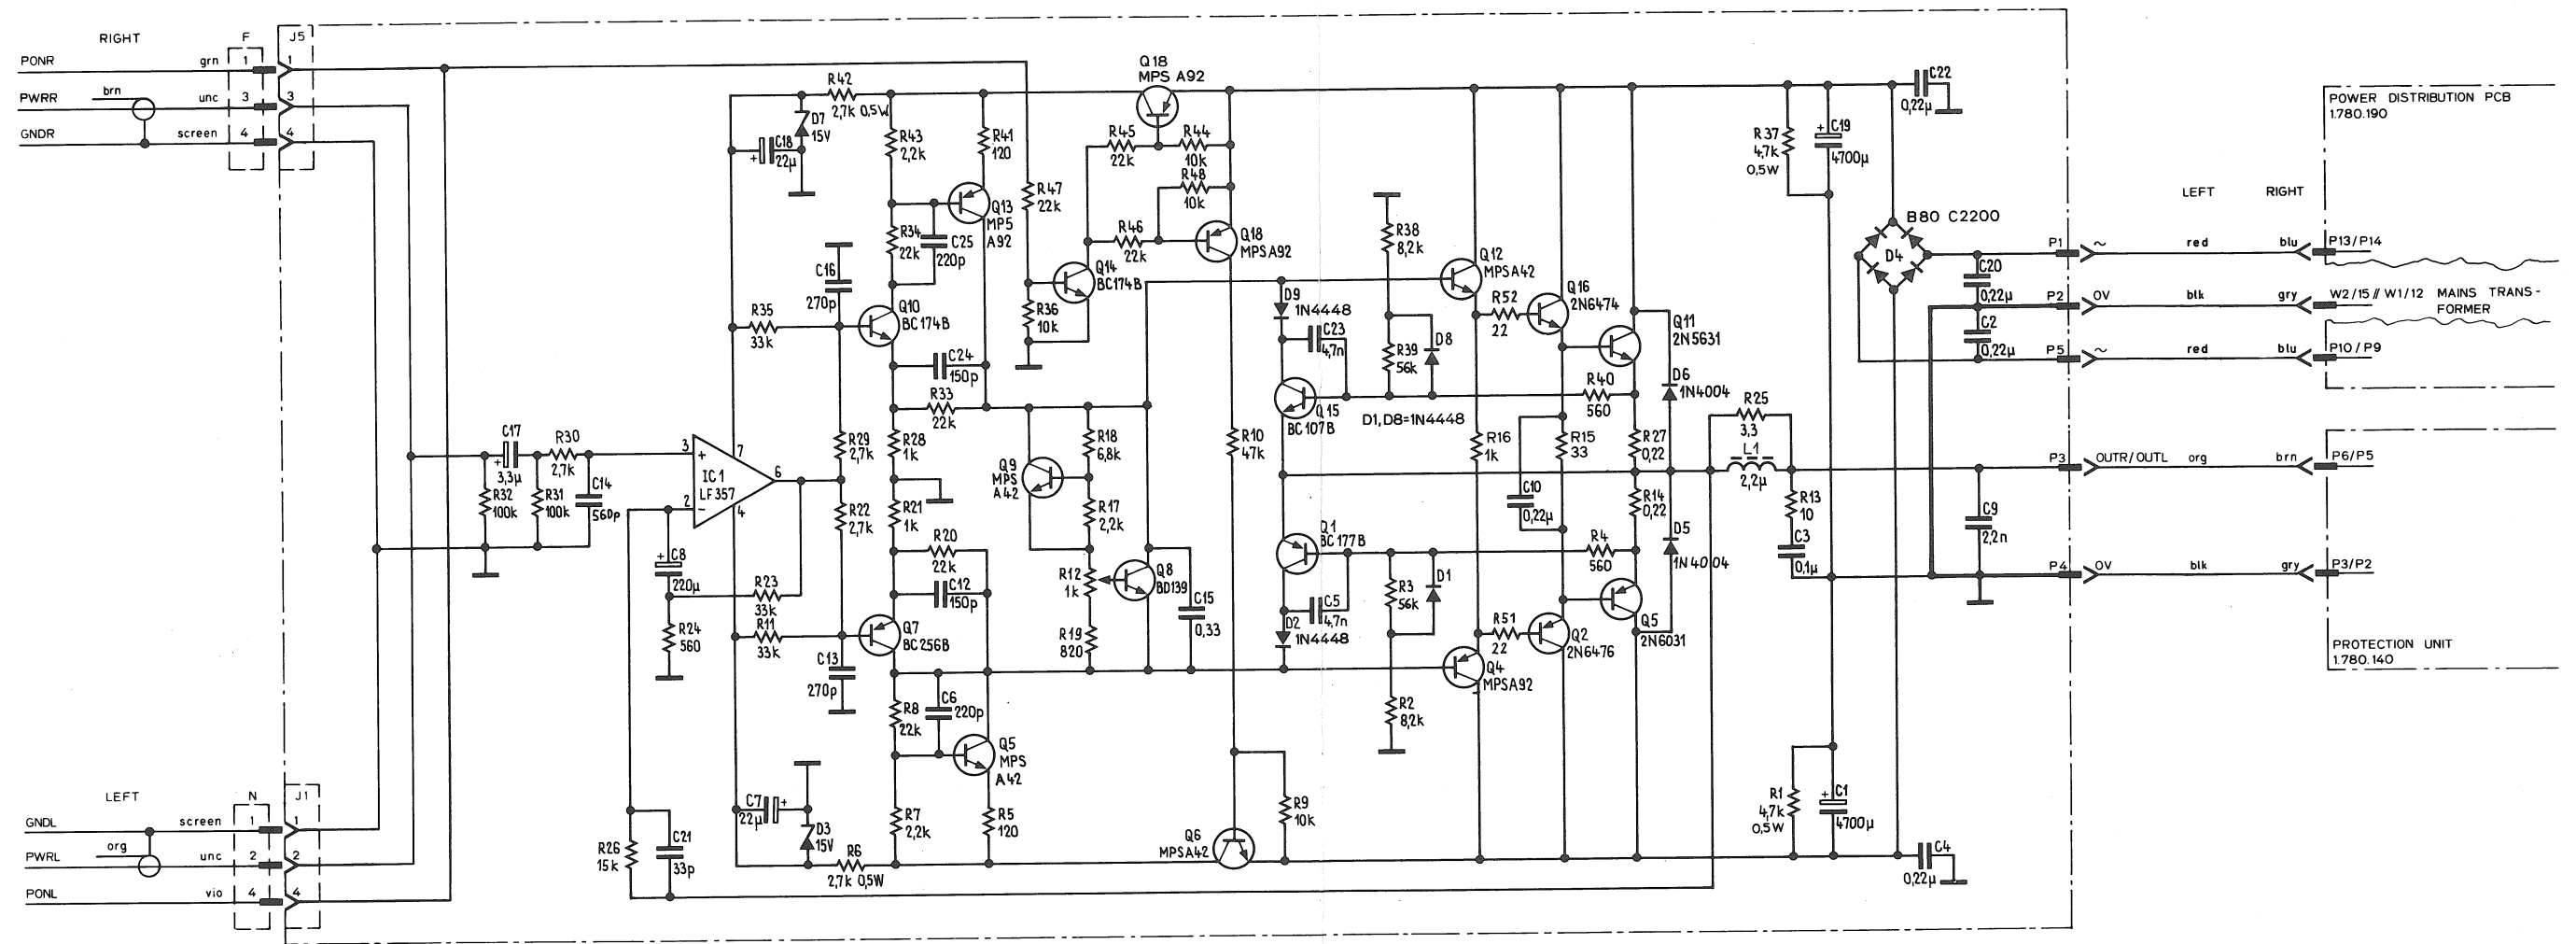 RIGHT
F
J5
PONR
grn
1
1
PWRR
brn
unc
3
3
GNDR
screen
4
4
R42
2,7k 0,5W
D7
15V
C18
+
22µ
R43
2,2k
R41
120
Q18
MPS A92
R45
22k
R44
10k
R48
10k
R47
22k
Q13
MP5
A92
R34
22k
C25
220p
R46
22k
Q18
MPSA92
C16
270p
Q14
BC174B
R36
10k
R35
33k
Q10
BC174B
C24
150p
R33
22k
R29
2,7k
R28
1k
R18
6,8k
Q9
MPS
A42
R17
2,2k
R10
47k
C17
+
3,3µ
R30
2,7k
R32
100k
R31
100k
C14
560p
3
+
7
IC1
LF357
6
2
-
4
R22
2,7k
R21
1k
R20
22k
C12
150p
R12
1k
Q8
BD139
C15
0,33
R19
820
+
C8
220µ
R23
33k
R11
33k
R24
560
C13
270p
Q7
BC256B
R8
22k
C6
220p
Q5
MPS
A42
C7
22µ
+
D3
15V
R7
2,2k
R5
120
R6
2,7k 0,5W
R26
15k
C21
33p
Q6
MPSA42
R9
10k
D9
1N4448
C23
4,7n
Q15
BC107B
R38
8,2k
R39
56k
D8
D1,D8=1N4448
Q12
MPSA42
R52
22
Q16
2N6474
Q11
2N5631
R40
560
D6
1N4004
R16
1k
R15
33
R27
0,22
C10
0,22µ
R14
0,22
D5
1N4004
Q1
BC177B
R4
560
R3
56k
D1
C5
4,7n
D2
1N4448
R51
22
Q2
2N6476
Q5
2N6031
Q4
MPSA92
R2
8,2k
R25
3,3
L1
2,2µ
R13
10
C3
0,1µ
C9
2,2n
R37
4,7k
0,5W
+
C19
4700µ
C22
0,22µ
B80 C2200
D4
C20
0,22µ
C2
0,22µ
R1
4,7k
0,5W
+
C1
4700µ
C4
0,22µ
POWER DISTRIBUTION PCB
1.780.190
LEFT
RIGHT
P1
~
red
blu
P13/P14
P2
0V
blk
gry
W2/15 // W1/12 MAINS TRANS-
FORMER
P5
~
red
blu
P10/P9
P3
OUTR/OUTL
org
brn
P6/P5
P4
0V
blk
gry
P3/P2
PROTECTION UNIT
1.780.140
LEFT
N
J1
GNDL
screen
1
1
PWRL
org
unc
2
2
PONL
vio
4
4